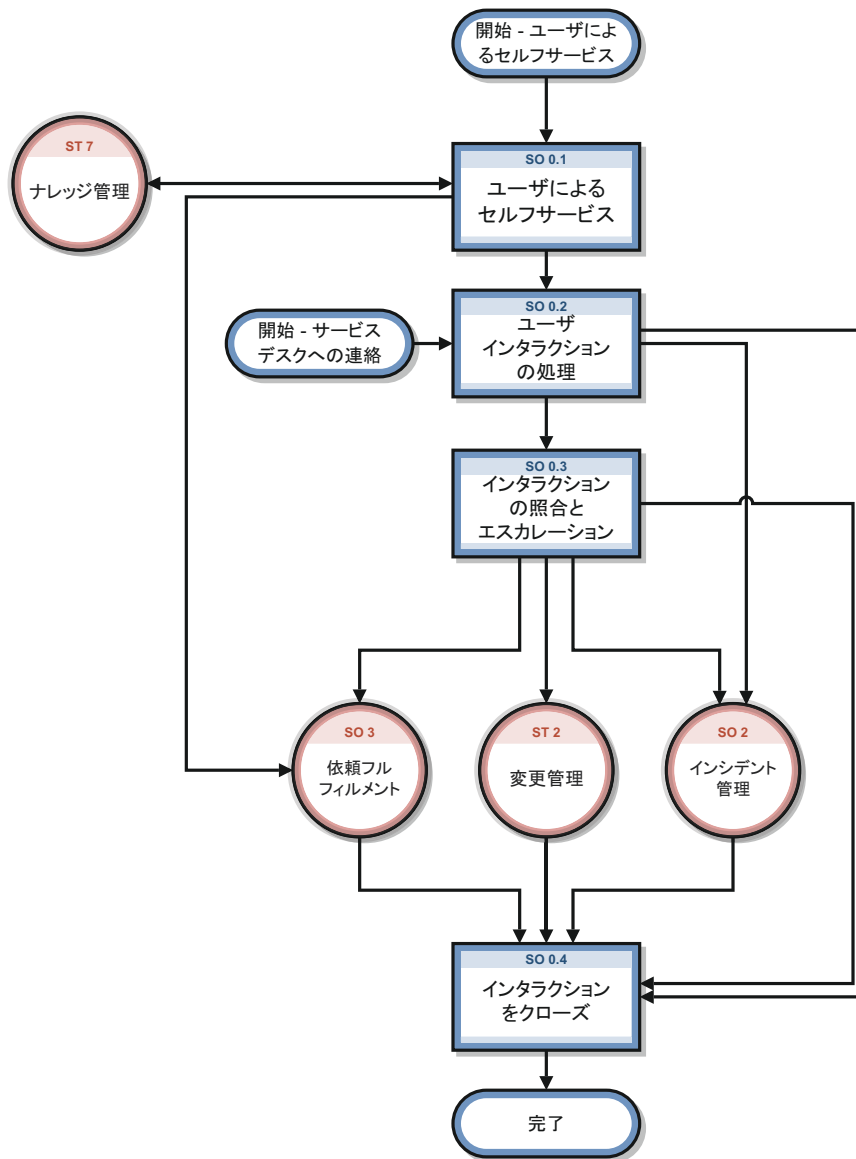 開始 - ユーザによ
るセルフサービス
ST 7
ナレッジ管理
SO 0.1
ユーザによる
セルフサービス
開始 - サービス
デスクへの連絡
SO 0.2
ユーザ
インタラクション
の処理
SO 0.3
インタラクション
の照合と
エスカレーション
SO 3
依頼フル
フィルメント
ST 2
変更管理
SO 2
インシデント
管理
SO 0.4
インタラクション
をクローズ
完了